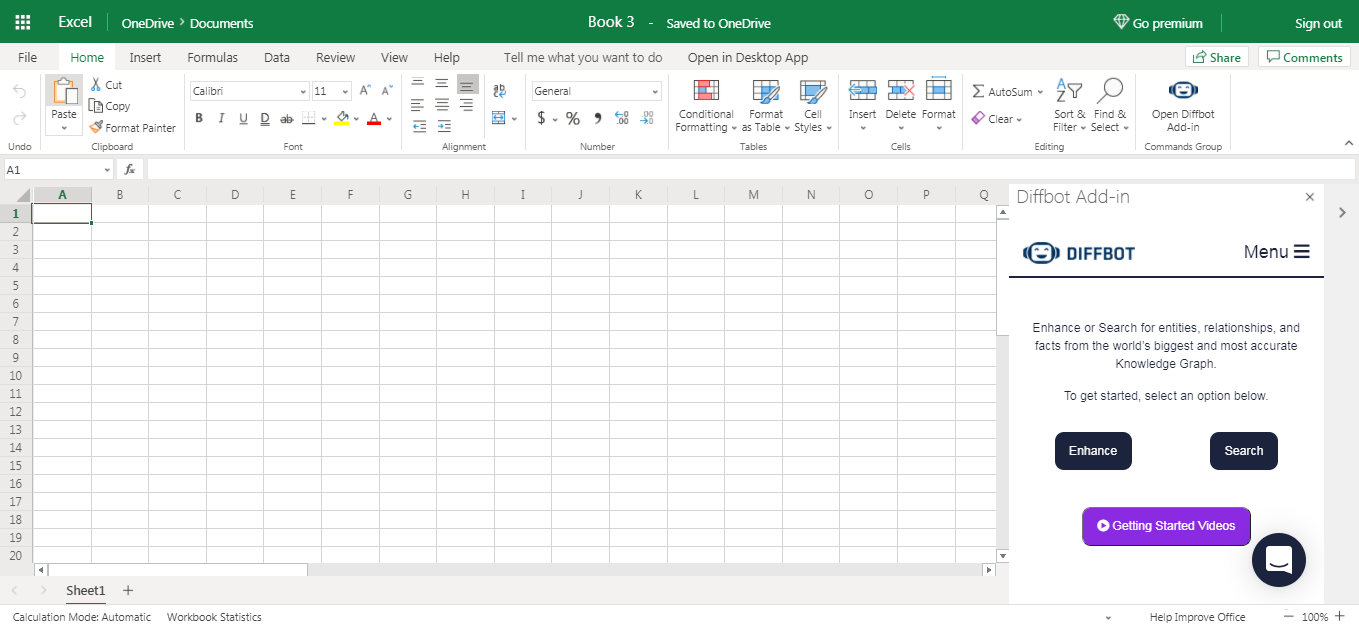 Excel OneDrive > Documents Book 3 - Saved to OneDrive Go premium Sign out
File Home Insert Formulas Data Review View Help Tell me what you want to do Open in Desktop App Share Comments
Paste Cut
Copy
Format Painter
Calibri 11
B I U D ab
General
$ %
Conditional Formatting
Format as Table
Cell Styles
Insert
Delete
Format
AutoSum
Clear
Sort & Filter
Find & Select
Open Diffbot Add-in
Undo Clipboard Font Alignment Number Tables Cells Editing Commands Group
A1 fx
A B C D E F G H I J K L M N O P Q
1
2
3
4
5
6
7
8
9
10
11
12
13
14
15
16
17
18
19
20
Diffbot Add-in
DIFFBOT Menu
Enhance or Search for entities, relationships, and
facts from the world's biggest and most accurate
Knowledge Graph.
To get started, select an option below.
Enhance Search
Getting Started Videos
Sheet1
Calculation Mode: Automatic Workbook Statistics Help Improve Office 100%